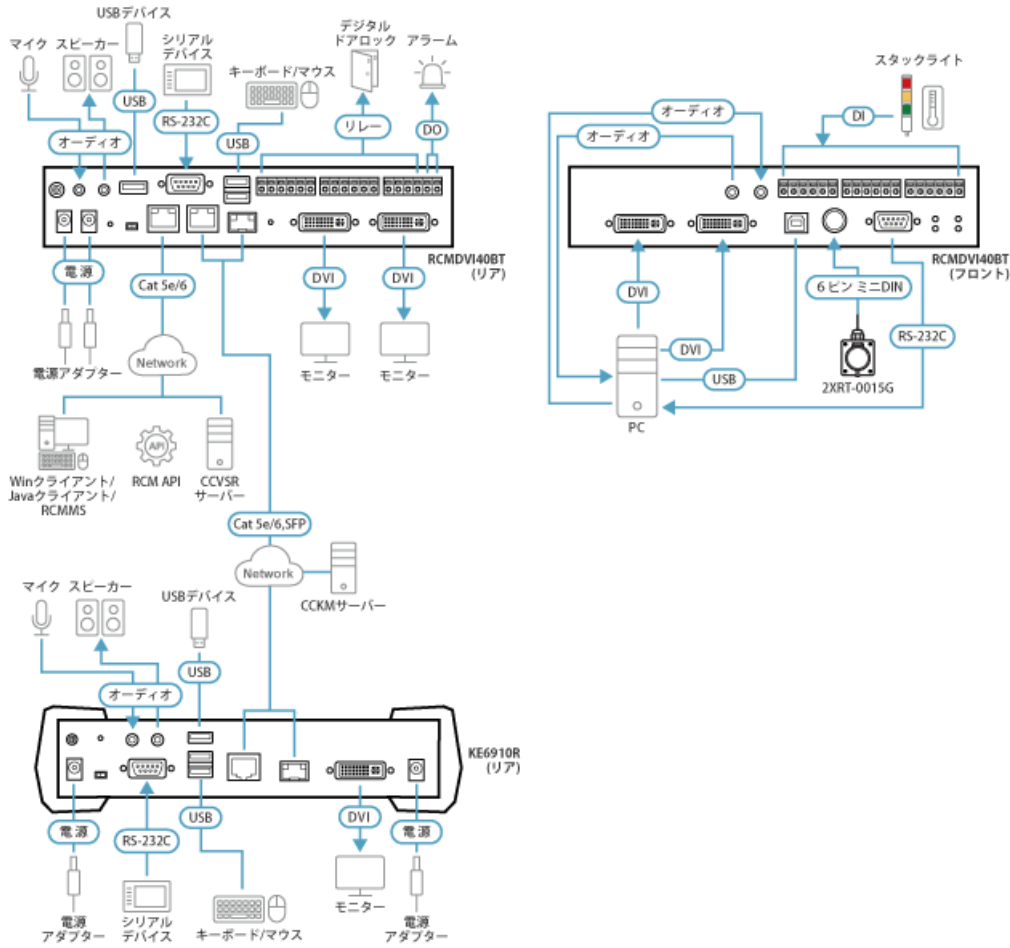 USBデバイス
マイク
スピーカー
シリアル
デバイス
キーボード/マウス
デジタル
ドアロック
アラーム
USB
RS-232C
オーディオ
USB
リレー
DO
RCMDVI40BT
(リア)
電 源
Cat 5e/6
DVI
DVI
電源アダプター
Network
モニター
モニター
Winクライアント/
Javaクライアント/
RCMMS
API
RCM API
CCVSR
サーバー
Cat 5e/6,SFP
Network
CCKMサーバー
スタックライト
オーディオ
オーディオ
DI
RCMDVI40BT
(フロント)
DVI
6 ピン ミニDIN
RS-232C
DVI
USB
2XRT-0015G
PC
マイク
スピーカー
USBデバイス
USB
オーディオ
KE6910R
(リア)
電 源
RS-232C
USB
DVI
電 源
電源
アダプター
シリアル
デバイス
キーボード/マウス
モニター
電源
アダプター